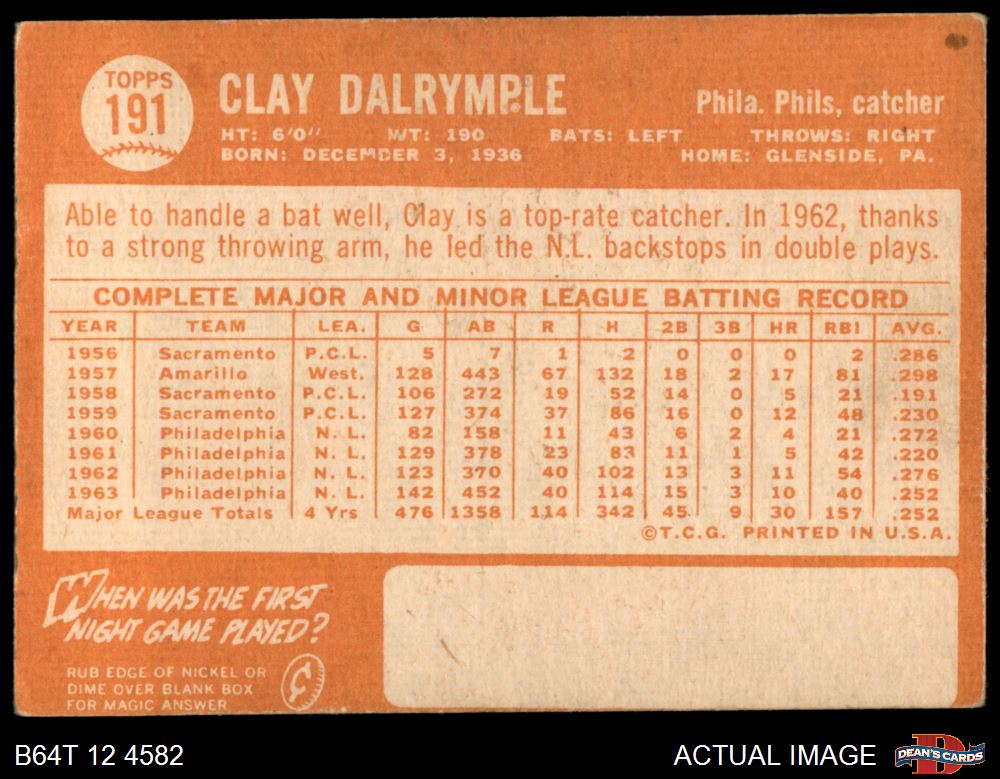 TOPPS
191
CLAY DALRYMPLE
Phila. Phils, catcher
HT: 6'0" WT: 190 BATS: LEFT THROWS: RIGHT
BORN: DECEMBER 3, 1936 HOME: GLENSIDE, PA.
Able to handle a bat well, Clay is a top-rate catcher. In 1962, thanks
to a strong throwing arm, he led the N.L. backstops in double plays.
COMPLETE MAJOR AND MINOR LEAGUE BATTING RECORD
YEAR TEAM LEA. G AB R H 2B 3B HR RBI AVG.
1956 Sacramento P.C.L. 5 7 1 2 0 0 0 2 .286
1957 Amarillo West. 128 443 67 132 18 2 17 81 .298
1958 Sacramento P.C.L. 106 272 19 52 14 0 5 21 .191
1959 Sacramento P.C.L. 127 374 37 86 16 0 12 48 .230
1960 Philadelphia N. L. 82 158 11 43 6 2 4 21 .272
1961 Philadelphia N. L. 129 378 23 83 11 1 5 42 .220
1962 Philadelphia N. L. 123 370 40 102 13 3 11 54 .276
1963 Philadelphia N. L. 142 452 40 114 15 3 10 40 .252
Major League Totals 4 Yrs 476 1358 114 342 45 9 30 157 .252
©T.C.G. PRINTED IN U.S.A.
WHEN WAS THE FIRST
NIGHT GAME PLAYED?
RUB EDGE OF NICKEL OR
DIME OVER BLANK BOX
FOR MAGIC ANSWER
¢
B64T 12 4582
ACTUAL IMAGE
D
DEAN'S CARDS